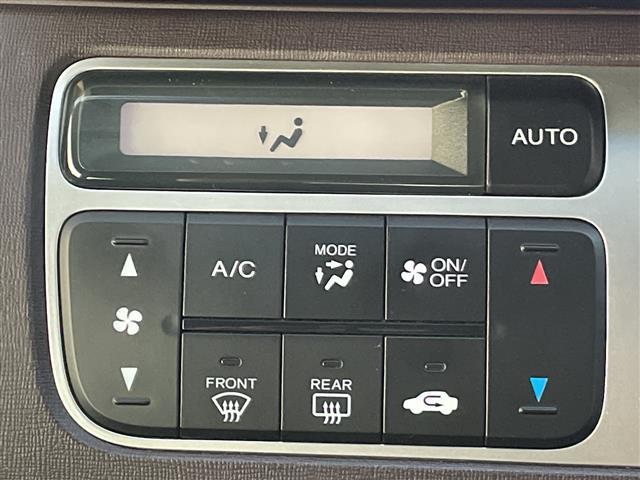 AUTO
A/C
MODE
ON/
OFF
FRONT
REAR